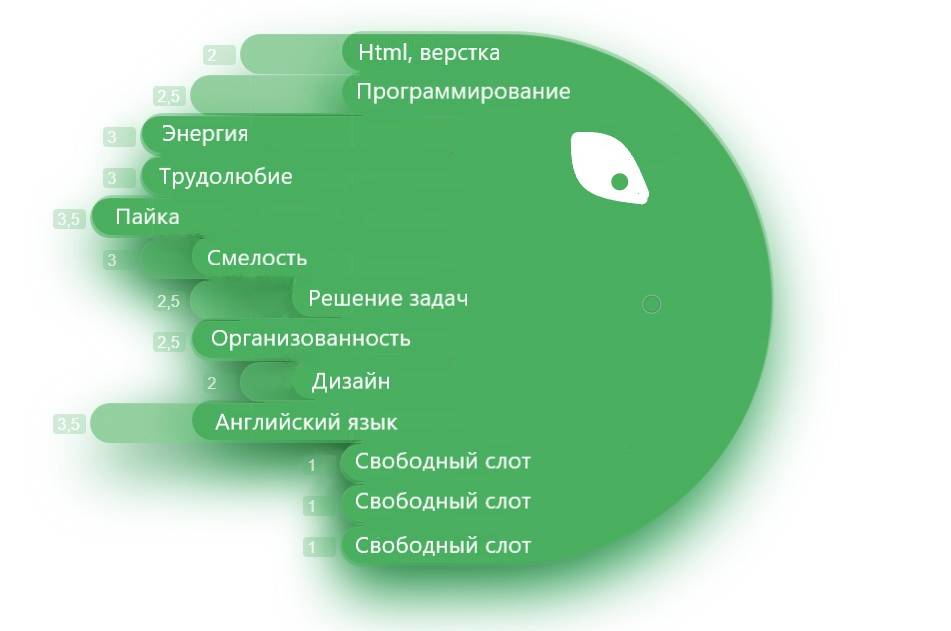 2 Html, верстка
2,5 Программирование
3 Энергия
3 Трудолюбие
3,5 Пайка
3 Смелость
2,5 Решение задач
2,5 Организованность
2 Дизайн
3,5 Английский язык
1 Свободный слот
1 Свободный слот
1 Свободный слот